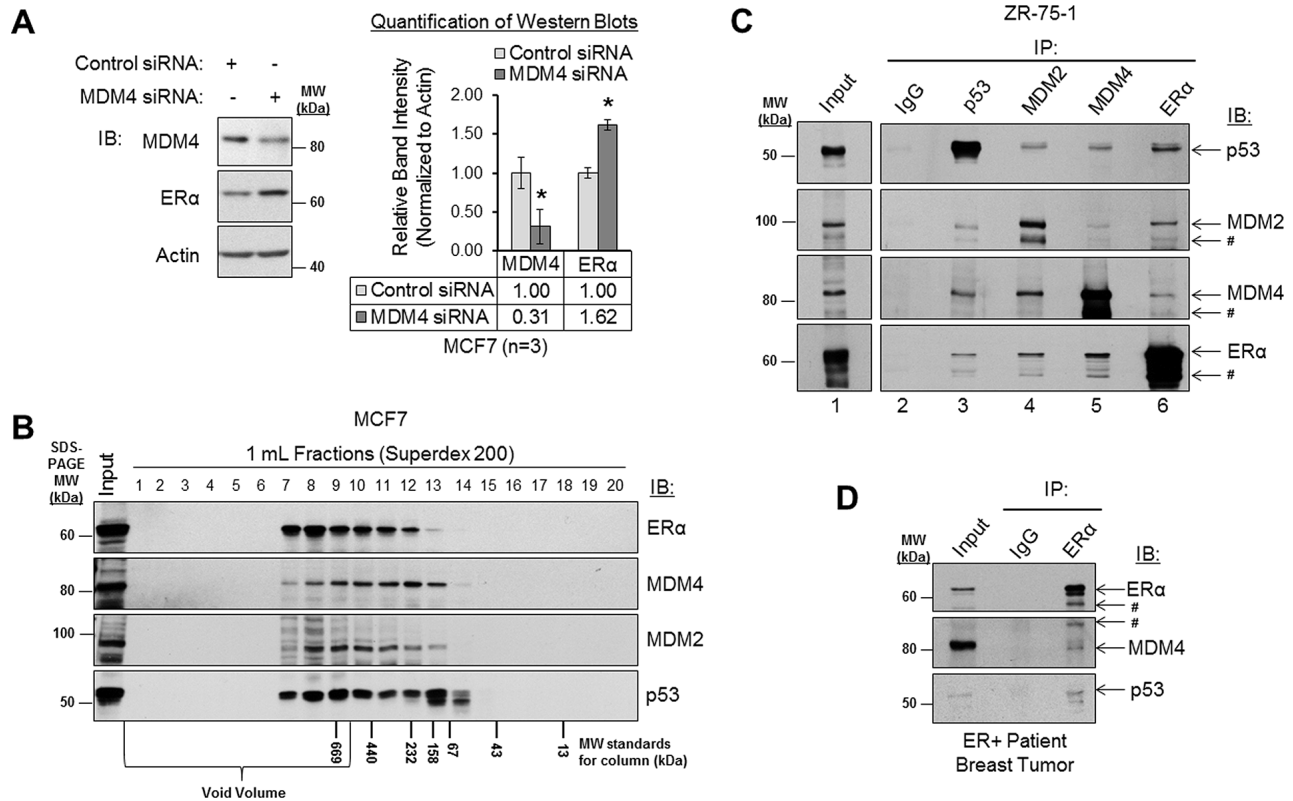 A
Control siRNA: + -
MDM4 siRNA: - +
MW
(kDa)
IB: MDM4
80
ERα
60
Actin
40
Quantification of Western Blots
Control siRNA
MDM4 siRNA
Relative Band Intensity
(Normalized to Actin)
2.00
1.50
1.00
0.50
0.00
*
*
MDM4 ERα
Control siRNA 1.00 1.00
MDM4 siRNA 0.31 1.62
MCF7 (n=3)
B
MCF7
SDS-
PAGE
MW
(kDa)
Input
1 mL Fractions (Superdex 200)
1 2 3 4 5 6 7 8 9 10 11 12 13 14 15 16 17 18 19 20
IB:
60 ERα
80 MDM4
100 MDM2
50 p53
669 440 232 158 67 43 13
MW standards
for column (kDa)
Void Volume
C
ZR-75-1
IP:
MW
(kDa)
Input IgG p53 MDM2 MDM4 ERα
IB:
50 p53
100 MDM2
#
80 MDM4
#
60 ERα
#
1 2 3 4 5 6
D
IP:
MW
(kDa)
Input IgG ERα
IB:
60 ERα
#
#
80 MDM4
50 p53
ER+ Patient
Breast Tumor